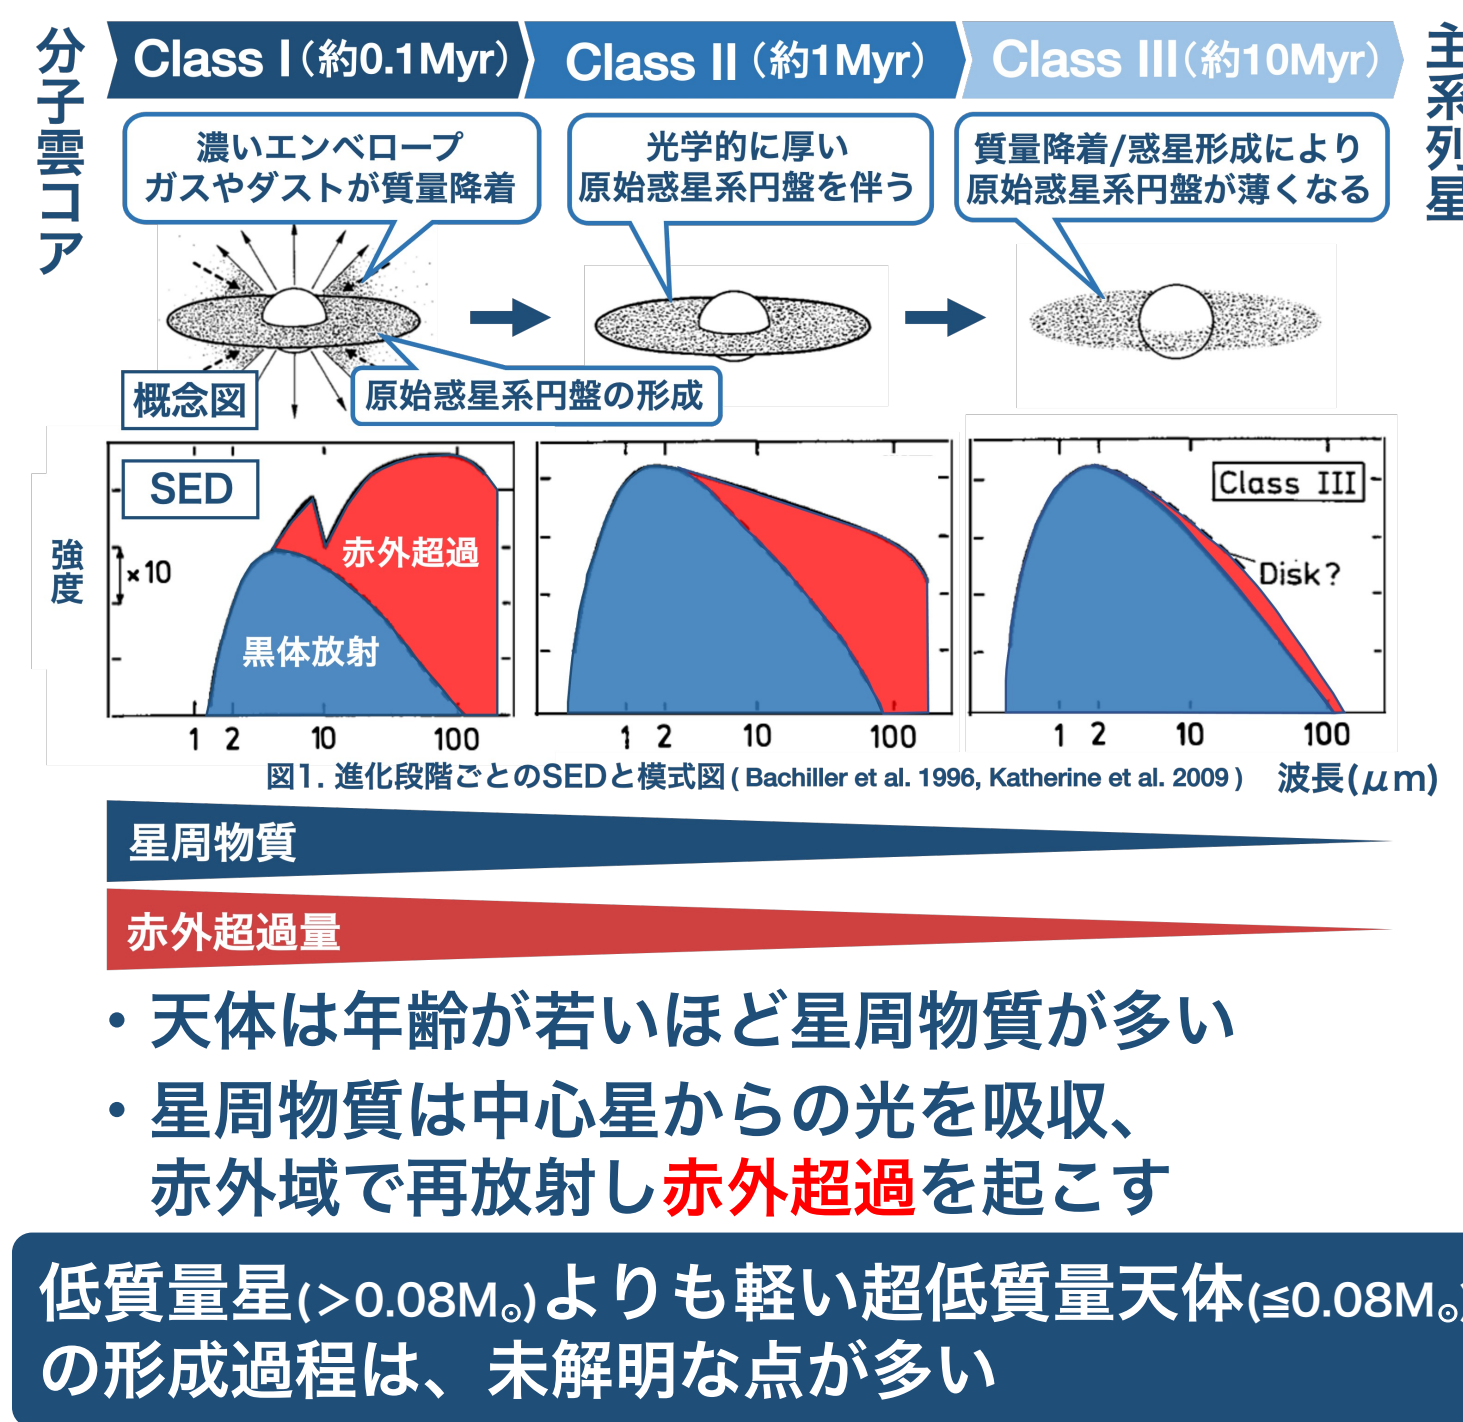 分子雲コア
Class I（約0.1Myr）
Class II（約1Myr）
Class III（約10Myr）
主系列星
濃いエンベロープ
ガスやダストが質量降着
光学的に厚い
原始惑星系円盤を伴う
質量降着/惑星形成により
原始惑星系円盤が薄くなる
概念図
原始惑星系円盤の形成
SED
強度
×10
赤外超過
黒体放射
Class III
Disk?
1 2 10 100
1 2 10 100
1 2 10 100
図1. 進化段階ごとのSEDと模式図 ( Bachiller et al. 1996, Katherine et al. 2009 )
波長(μm)
星周物質
赤外超過量
・天体は年齢が若いほど星周物質が多い
・星周物質は中心星からの光を吸収、
赤外域で再放射し赤外超過を起こす
低質量星(＞0.08M⊙)よりも軽い超低質量天体(≦0.08M⊙)
の形成過程は、未解明な点が多い